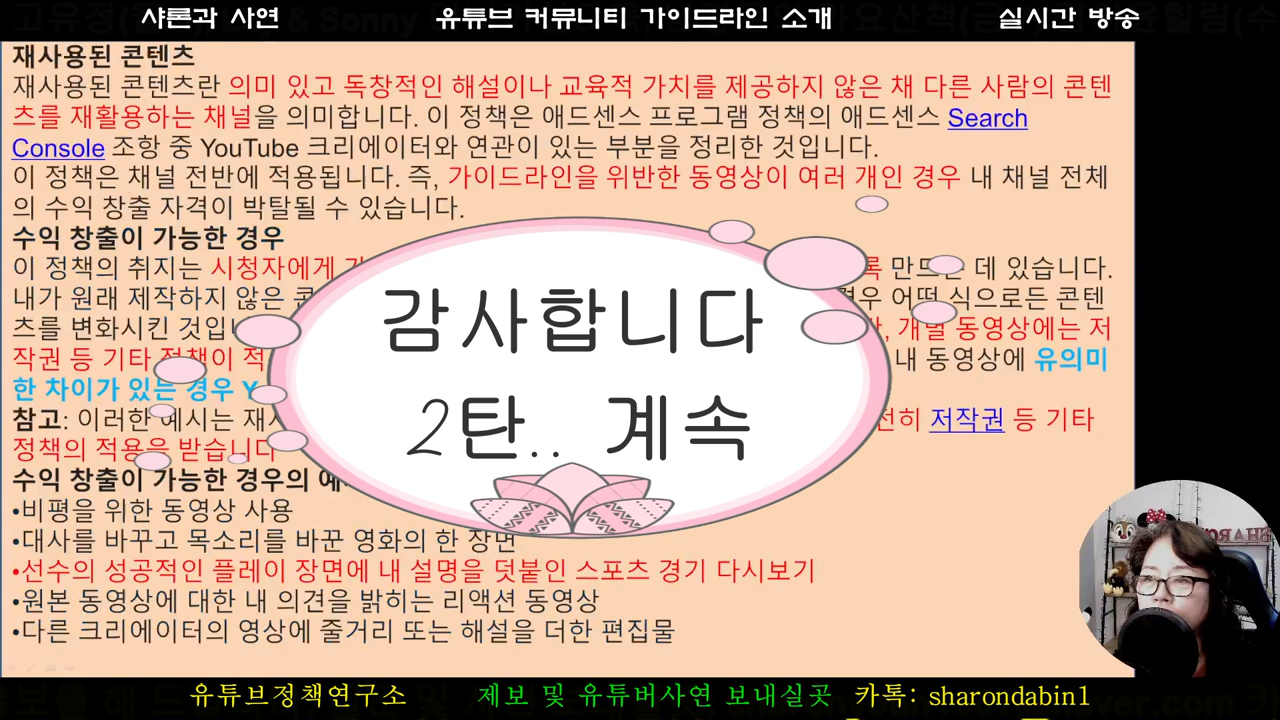 샤론과 사연 유튜브 커뮤니티 가이드라인 소개 실시간 방송
재사용된 콘텐츠
재사용된 콘텐츠란 의미 있고 독창적인 해설이나 교육적 가치를 제공하지 않은 채 다른 사람의 콘텐
츠를 재활용하는 채널을 의미합니다. 이 정책은 애드센스 프로그램 정책의 애드센스 Search
Console 조항 중 YouTube 크리에이터와 연관이 있는 부분을 정리한 것입니다.
이 정책은 채널 전반에 적용됩니다. 즉, 가이드라인을 위반한 동영상이 여러 개인 경우 내 채널 전체
의 수익 창출 자격이 박탈될 수 있습니다.
수익 창출이 가능한 경우
이 정책의 취지는 시청자에게 만드는 데 있습니다.
내가 원래 제작하지 않은 경우 어떤 식으로든 콘텐
츠를 변화시킨 개별 동영상에는 저
작권 등 기타 정책이 내 동영상에 유의미
한 차이가 있는 경우
참고: 이러한 예시는 저작권 등 기타
정책의 적용을 받습니다
수익 창출이 가능한 경우의
•비평을 위한 동영상 사용
•대사를 바꾸고 목소리를 바꾼 영화의 한 장면
•선수의 성공적인 플레이 장면에 내 설명을 덧붙인 스포츠 경기 다시보기
•원본 동영상에 대한 내 의견을 밝히는 리액션 동영상
•다른 크리에이터의 영상에 줄거리 또는 해설을 더한 편집물
감사합니다
2탄.. 계속
유튜브정책연구소 제보 및 유튜버사연 보내실곳 카톡: sharondabin1